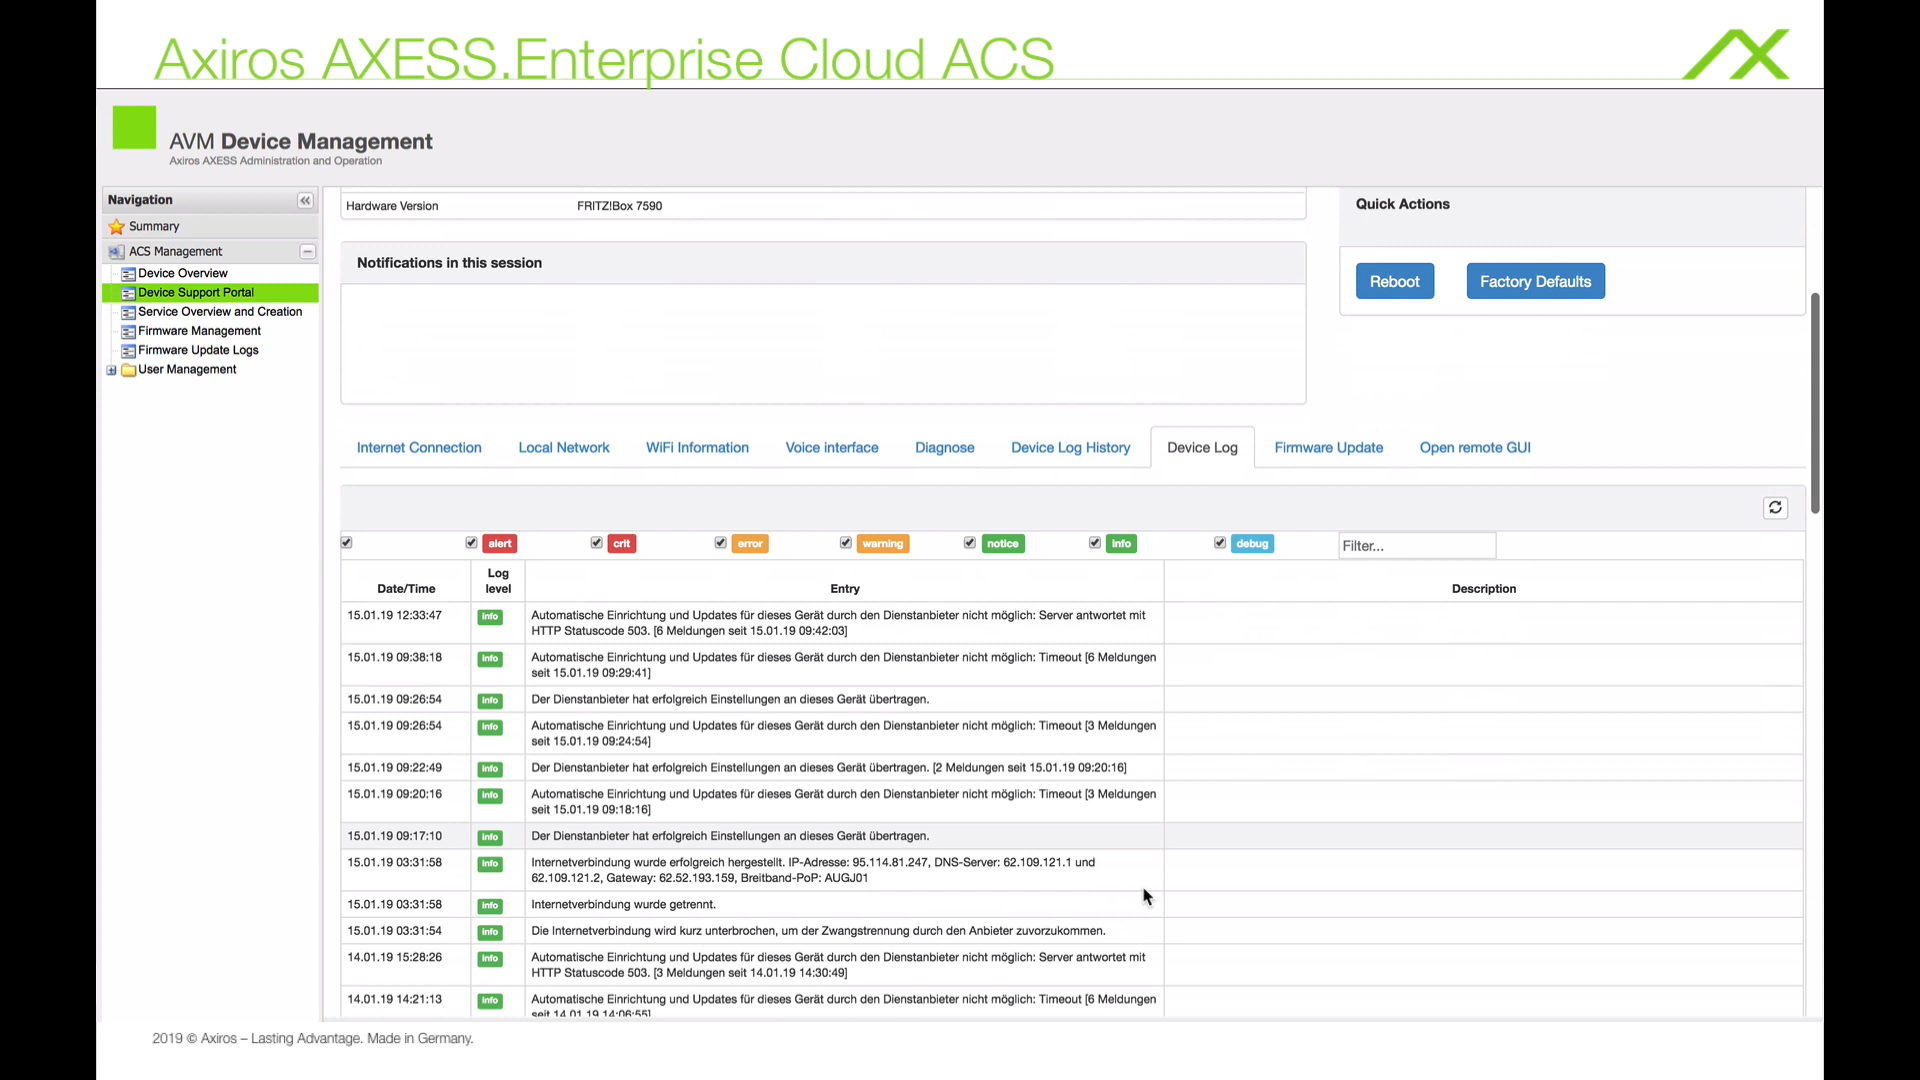 Axiros AXESS.Enterprise Cloud ACS
AVM Device Management
Axiros AXESS Administration and Operation
Navigation
Summary
ACS Management
Device Overview
Device Support Portal
Service Overview and Creation
Firmware Management
Firmware Update Logs
User Management
Hardware Version FRITZ!Box 7590
Quick Actions
Reboot Factory Defaults
Notifications in this session
Internet Connection Local Network WiFi Information Voice interface Diagnose Device Log History Device Log Firmware Update Open remote GUI
alert crit error warning notice info debug Filter...
Date/Time Log level Entry Description
15.01.19 12:33:47 info Automatische Einrichtung und Updates für dieses Gerät durch den Dienstanbieter nicht möglich: Server antwortet mit
HTTP Statuscode 503. [6 Meldungen seit 15.01.19 09:42:03]
15.01.19 09:38:18 info Automatische Einrichtung und Updates für dieses Gerät durch den Dienstanbieter nicht möglich: Timeout [6 Meldungen
seit 15.01.19 09:29:41]
15.01.19 09:26:54 info Der Dienstanbieter hat erfolgreich Einstellungen an dieses Gerät übertragen.
15.01.19 09:26:54 info Automatische Einrichtung und Updates für dieses Gerät durch den Dienstanbieter nicht möglich: Timeout [3 Meldungen
seit 15.01.19 09:24:54]
15.01.19 09:22:49 info Der Dienstanbieter hat erfolgreich Einstellungen an dieses Gerät übertragen. [2 Meldungen seit 15.01.19 09:20:16]
15.01.19 09:20:16 info Automatische Einrichtung und Updates für dieses Gerät durch den Dienstanbieter nicht möglich: Timeout [3 Meldungen
seit 15.01.19 09:18:16]
15.01.19 09:17:10 info Der Dienstanbieter hat erfolgreich Einstellungen an dieses Gerät übertragen.
15.01.19 03:31:58 info Internetverbindung wurde erfolgreich hergestellt. IP-Adresse: 95.114.81.247, DNS-Server: 62.109.121.1 und
62.109.121.2, Gateway: 62.52.193.159, Breitband-PoP: AUGJ01
15.01.19 03:31:58 info Internetverbindung wurde getrennt.
15.01.19 03:31:54 info Die Internetverbindung wird kurz unterbrochen, um der Zwangstrennung durch den Anbieter zuvorzukommen.
14.01.19 15:28:26 info Automatische Einrichtung und Updates für dieses Gerät durch den Dienstanbieter nicht möglich: Server antwortet mit
HTTP Statuscode 503. [3 Meldungen seit 14.01.19 14:30:49]
14.01.19 14:21:13 info Automatische Einrichtung und Updates für dieses Gerät durch den Dienstanbieter nicht möglich: Timeout [6 Meldungen
seit 14.01.19 14:06:55]
2019 © Axiros – Lasting Advantage. Made in Germany.